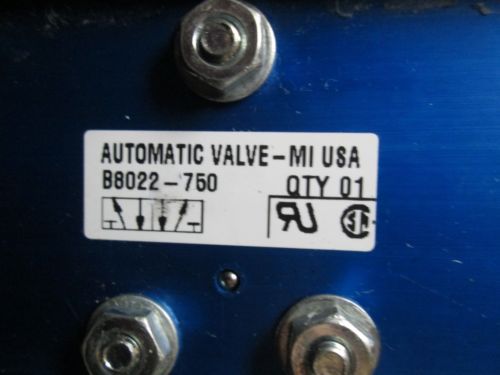 AUTOMATIC VALVE-MI USA
B8022-750 QTY 01